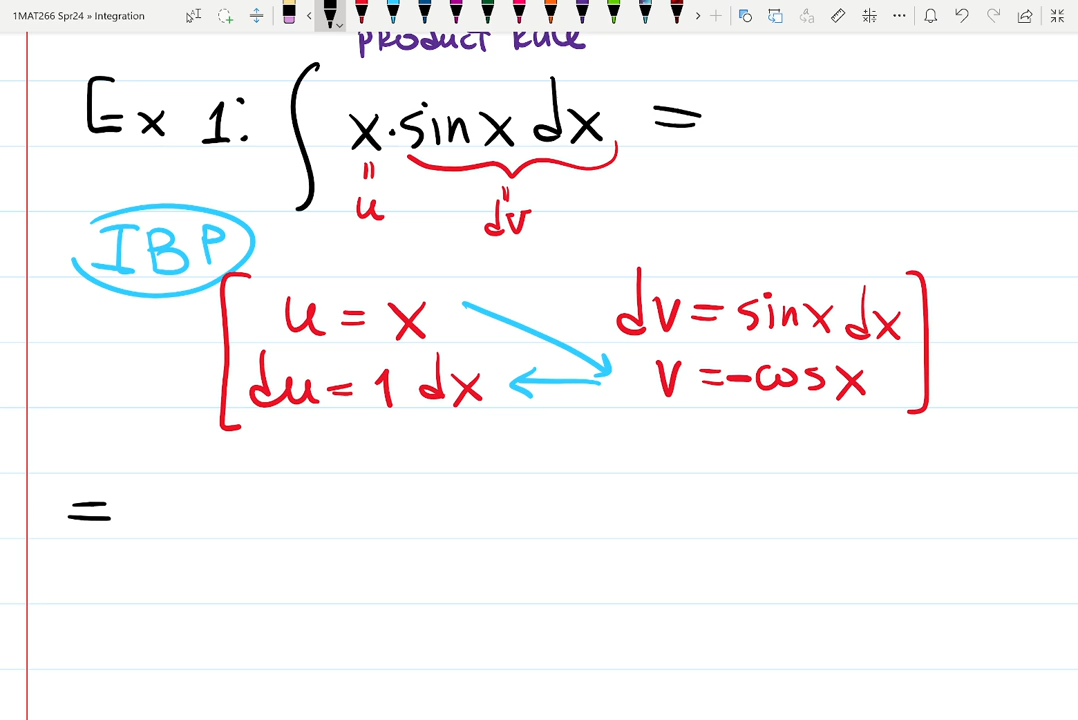 1MAT266 Spr24 » Integration
product Rule
Ex 1: ∫ x·sinx dx =
= =
u dv
IBP
u = x dv = sinx dx
du = 1 dx v = -cosx
=